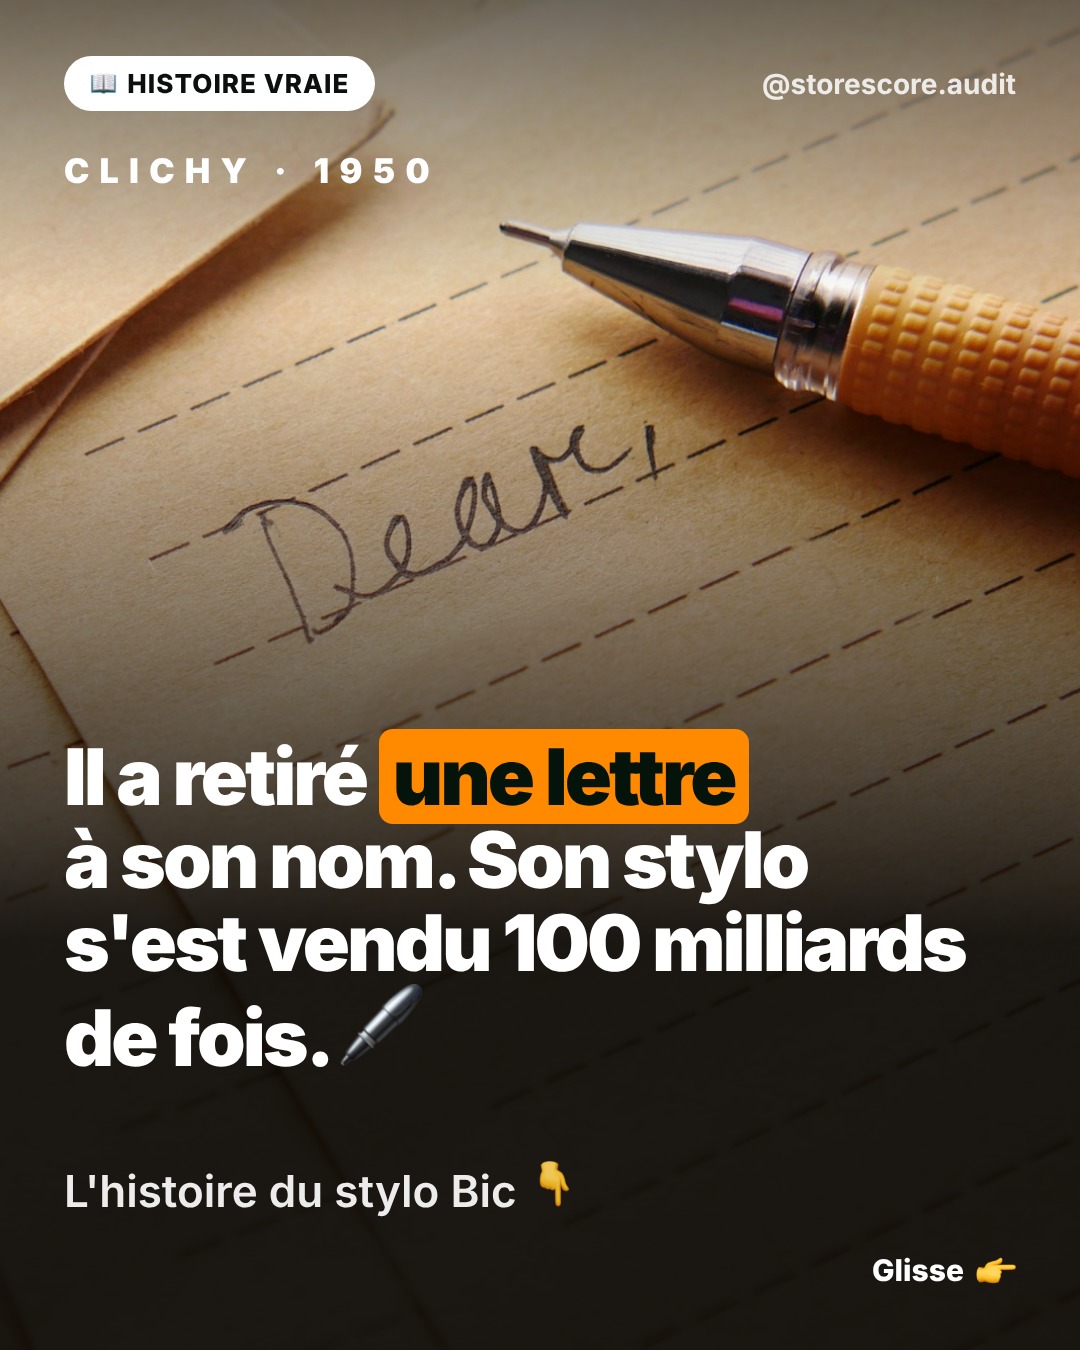 📖 HISTOIRE VRAIE
@storescore.audit
CLICHY · 1950
Dear,
Il a retiré une lettre
à son nom. Son stylo
s'est vendu 100 milliards
de fois. 🖊️
L'histoire du stylo Bic 👇
Glisse 👉